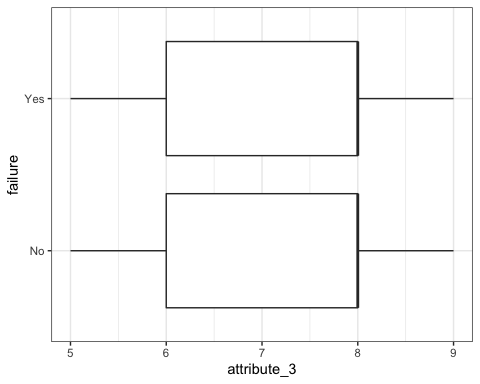 failure
Yes
No
5 6 7 8 9
attribute_3